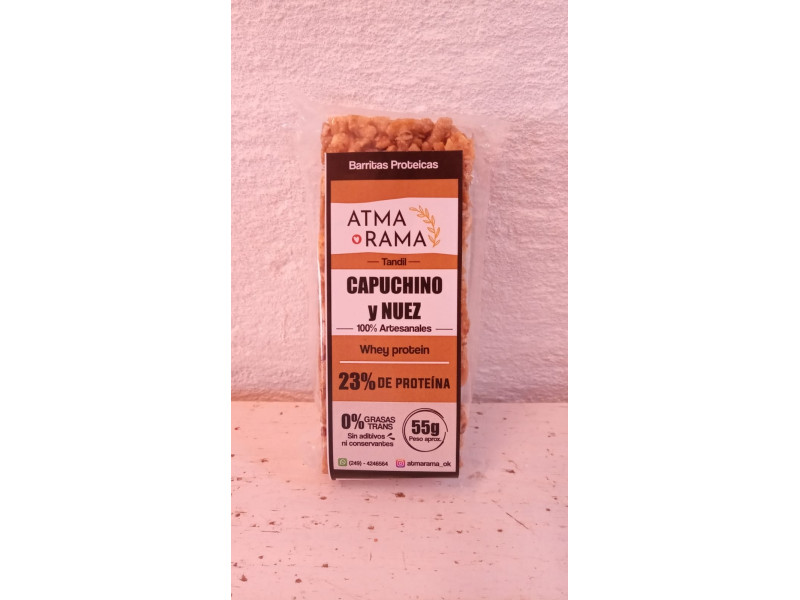 Barritas Proteicas
ATMA
RAMA
Tandil
CAPUCHINO
y NUEZ
100% Artesanales
Whey protein
23% DE PROTEÍNA
0% GRASAS
TRANS
Sin aditivos
ni conservantes
55g
Peso aprox.
(249) - 4246564
atmarama_ok